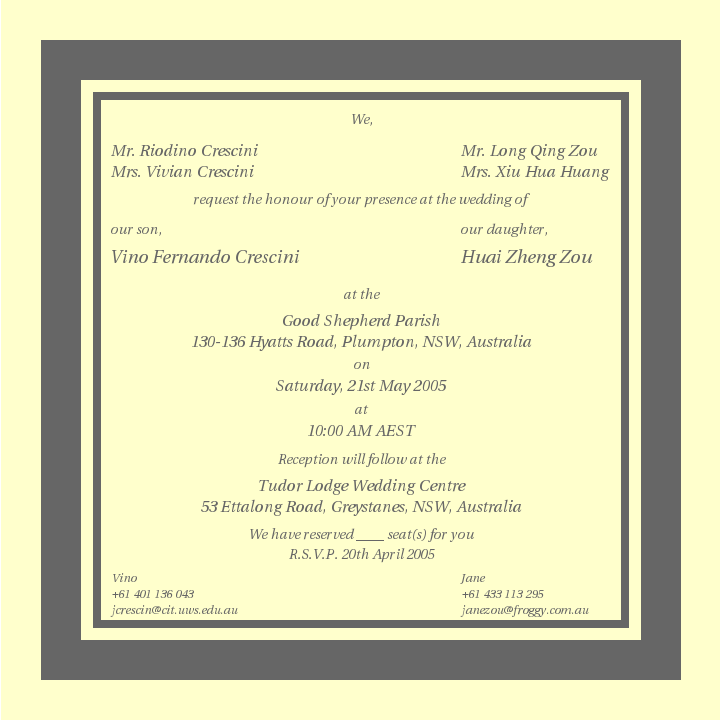 We,
Mr. Riodino Crescini
Mrs. Vivian Crescini
Mr. Long Qing Zou
Mrs. Xiu Hua Huang
request the honour of your presence at the wedding of
our son,
Vino Fernando Crescini
our daughter,
Huai Zheng Zou
at the
Good Shepherd Parish
130-136 Hyatts Road, Plumpton, NSW, Australia
on
Saturday, 21st May 2005
at
10:00 AM AEST
Reception will follow at the
Tudor Lodge Wedding Centre
53 Ettalong Road, Greystanes, NSW, Australia
We have reserved ____ seat(s) for you
R.S.V.P. 20th April 2005
Vino
+61 401 136 043
jcrescin@cit.uws.edu.au
Jane
+61 433 113 295
janezou@froggy.com.au